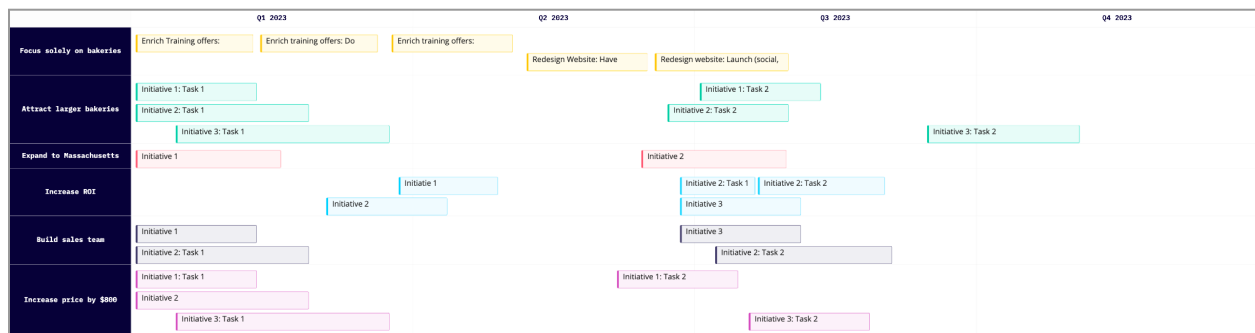 Q1 2023 Q2 2023 Q3 2023 Q4 2023
Focus solely on bakeries
Enrich Training offers: Enrich training offers: Do Enrich training offers:
Redesign Website: Have Redesign website: Launch (social,
Attract larger bakeries
Initiative 1: Task 1 Initiative 1: Task 2
Initiative 2: Task 1 Initiative 2: Task 2
Initiative 3: Task 1 Initiative 3: Task 2
Expand to Massachusetts
Initiative 1 Initiative 2
Increase ROI
Initiatie 1 Initiative 2: Task 1 Initiative 2: Task 2
Initiative 2 Initiative 3
Build sales team
Initiative 1 Initiative 3
Initiative 2: Task 1 Initiative 2: Task 2
Increase price by $800
Initiative 1: Task 1 Initiative 1: Task 2
Initiative 2
Initiative 3: Task 1 Initiative 3: Task 2